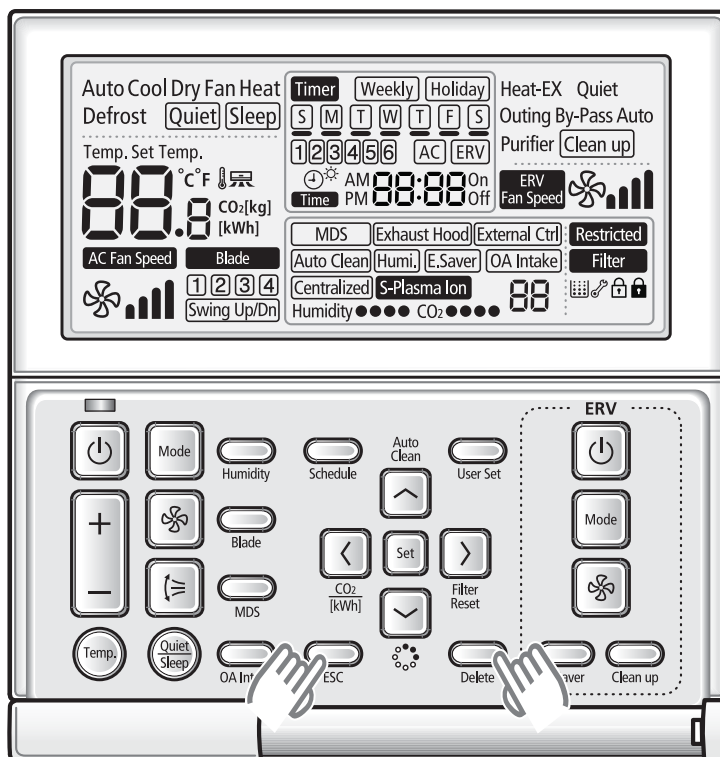 Auto Cool Dry Fan Heat
Defrost Quiet Sleep
Temp. Set Temp.
88.8 °C °F
CO2[kg]
[kWh]
AC Fan Speed Blade
1 2 3 4
Swing Up/Dn
Timer Weekly Holiday
S M T W T F S
1 2 3 4 5 6 AC ERV
AM 88:88 On
Time PM Off
Heat-EX Quiet
Outing By-Pass Auto
Purifier Clean up
ERV
Fan Speed
MDS Exhaust Hood External Ctrl Restricted
Auto Clean Humi, E,Saver OA Intake Filter
Centralized S-Plasma Ion 88
Humidity ●●●● CO2 ●●●●
ERV
Mode
Humidity
Schedule
Auto
Clean
User Set
+
−
Blade
Mode
Set
CO2
[kWh]
Filter
Reset
MDS
Temp.
Quiet
Sleep
OA Int
ESC
Delete
aver
Clean up